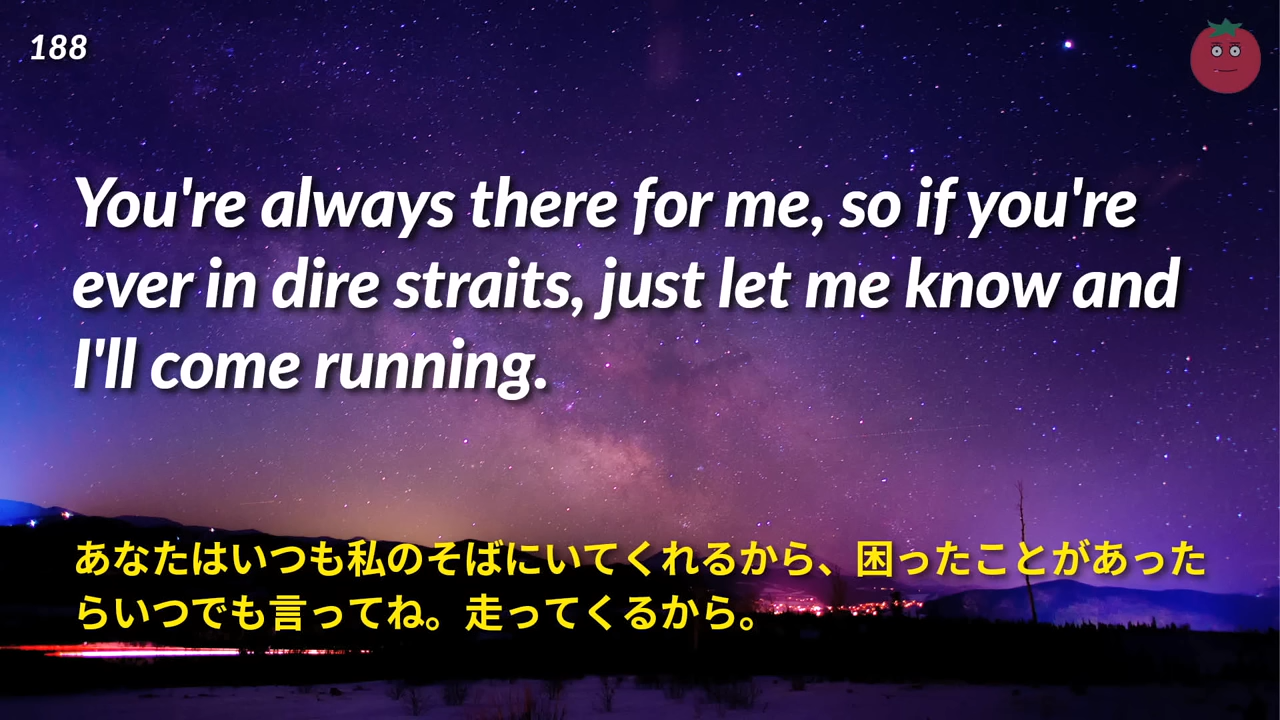 188
You're always there for me, so if you're
ever in dire straits, just let me know and
I'll come running.
あなたはいつも私のそばにいてくれるから、困ったことがあった
らいつでも言ってね。走ってくるから。